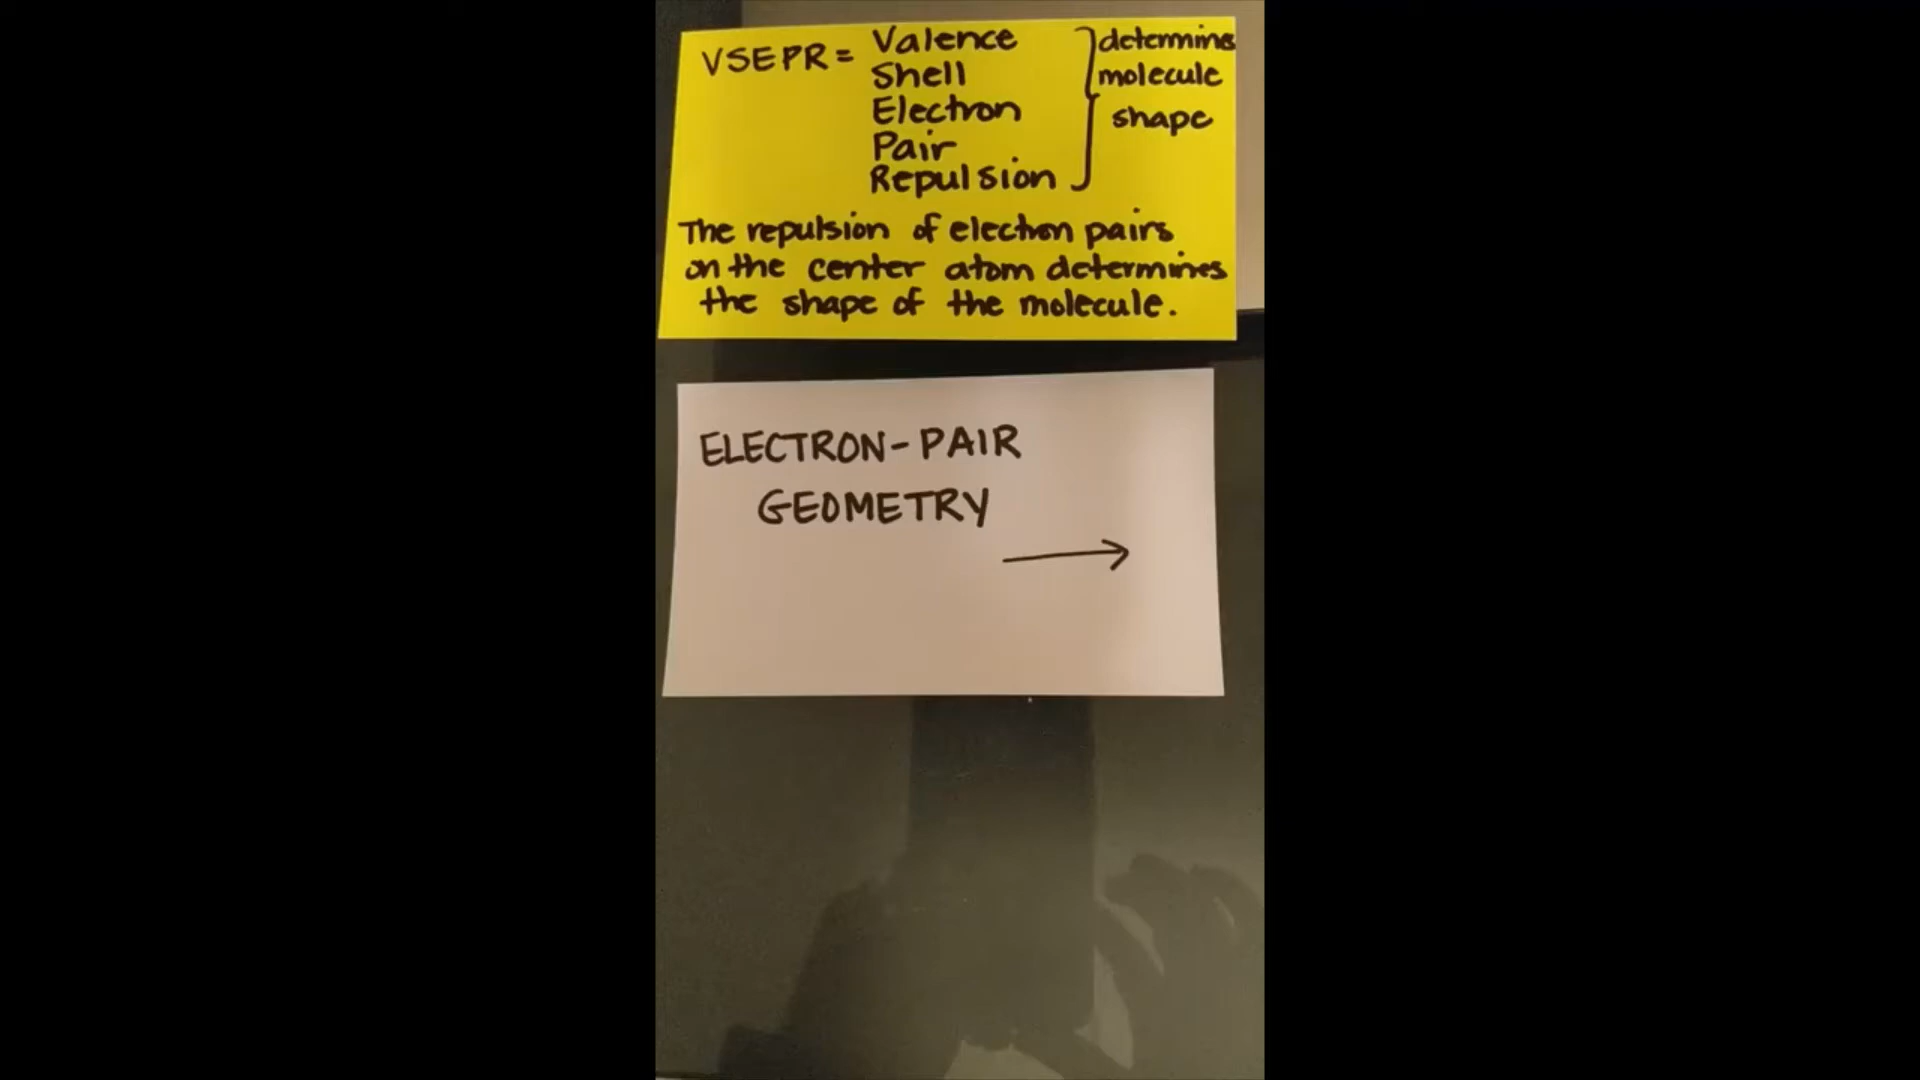 VSEPR = Valence
Shell
Electron
Pair
Repulsion
determines
molecule
shape
The repulsion of electron pairs
on the center atom determines
the shape of the molecule.
ELECTRON-PAIR
GEOMETRY